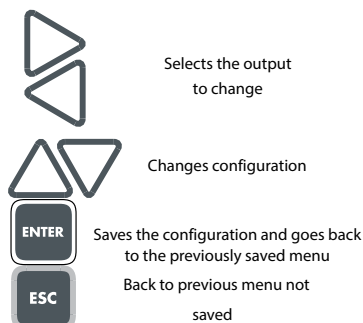 Selects the output
to change
Changes configuration
ENTER
Saves the configuration and goes back
to the previously saved menu
ESC
Back to previous menu not
saved